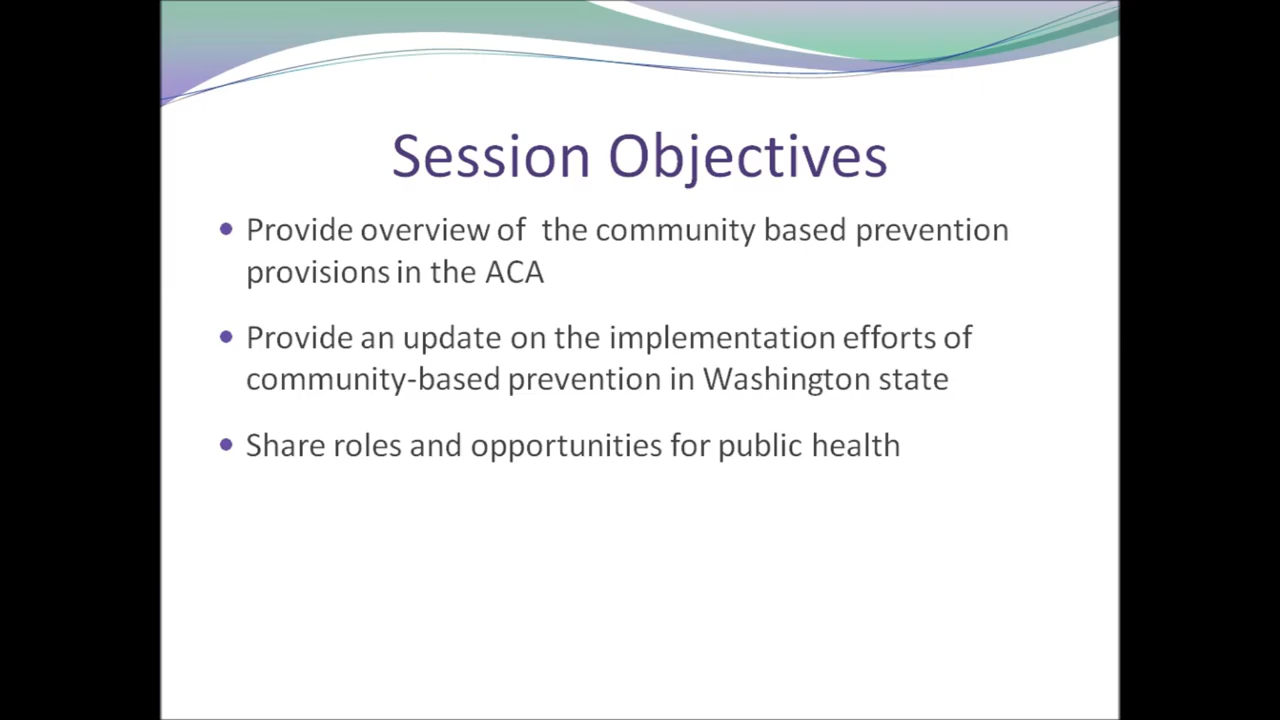 Session Objectives
• Provide overview of  the community based prevention
provisions in the ACA
• Provide an update on the implementation efforts of
community-based prevention in Washington state
• Share roles and opportunities for public health